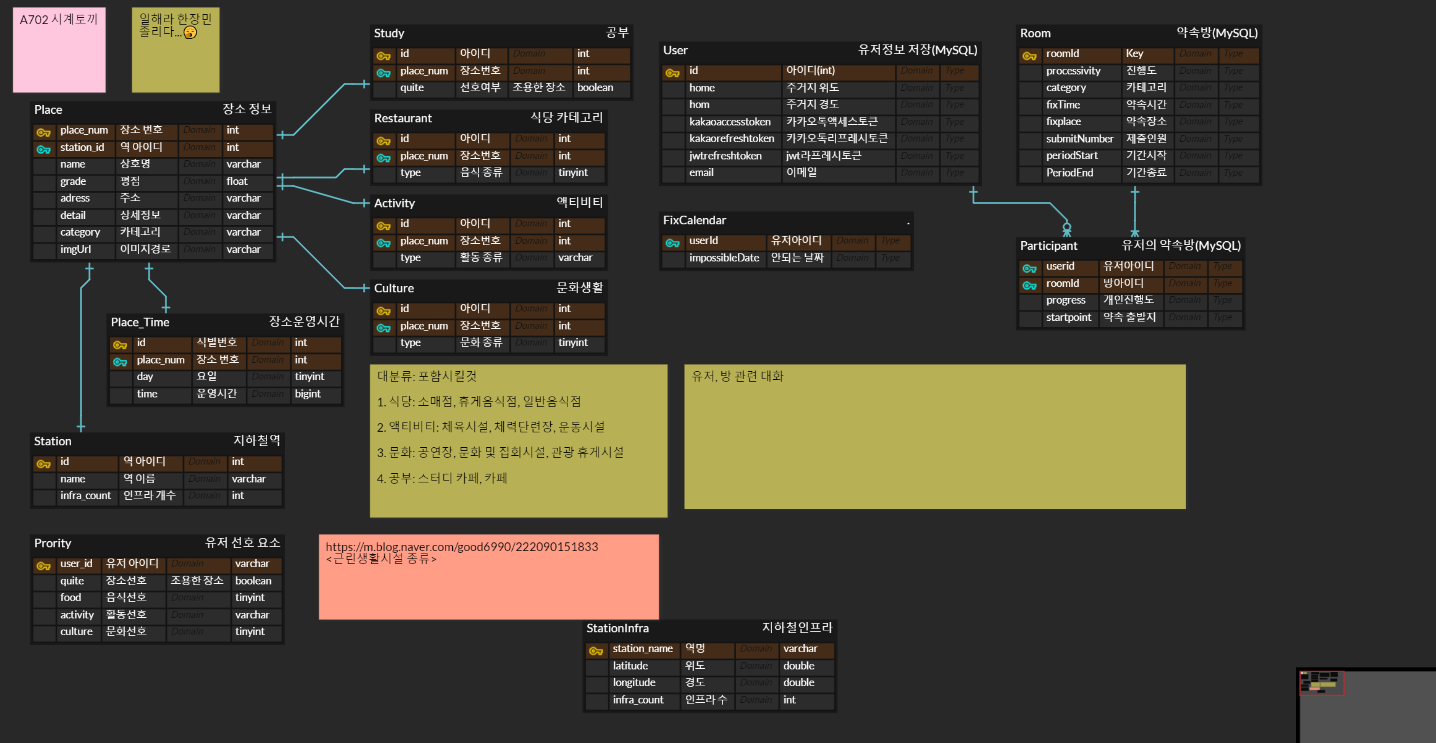 A702 시계토끼
일해라 한장민
졸리다...🥱
Place 장소 정보
place_num 장소 번호 Domain int
station_id 역 아이디 Domain int
name 상호명 Domain varchar
grade 평점 Domain float
adress 주소 Domain varchar
detail 상세정보 Domain varchar
category 카테고리 Domain varchar
imgUrl 이미지경로 Domain varchar
Study 공부
id 아이디 Domain int
place_num 장소번호 Domain int
quite 선호여부 조용한 장소 boolean
Restaurant 식당 카테고리
id 아이디 Domain int
place_num 장소번호 Domain int
type 음식 종류 Domain tinyint
Activity 액티비티
id 아이디 Domain int
place_num 장소번호 Domain int
type 활동 종류 Domain varchar
Culture 문화생활
id 아이디 Domain int
place_num 장소번호 Domain int
type 문화 종류 Domain tinyint
User 유저정보 저장(MySQL)
id 아이디(int) Domain Type
home 주거지 위도 Domain Type
hom 주거지 경도 Domain Type
kakaoaccesstoken 카카오톡액세스토큰 Domain Type
kakaorefreshtoken 카카오톡리프레시토큰 Domain Type
jwtrefreshtoken jwt라프레시토큰 Domain Type
email 이메일 Domain Type
Room 약속방(MySQL)
roomId Key Domain Type
processivity 진행도 Domain Type
category 카테고리 Domain Type
fixTime 약속시간 Domain Type
fixplace 약속장소 Domain Type
submitNumber 제출인원 Domain Type
periodStart 기간시작 Domain Type
PeriodEnd 기간종료 Domain Type
FixCalendar .
userId 유저아이디 Domain Type
impossibleDate 안되는 날짜 Domain Type
Participant 유저의 약속방(MySQL)
userid 유저아이디 Domain Type
roomId 방아이디 Domain Type
progress 개인진행도 Domain Type
startpoint 약속 출발지 Domain Type
Place_Time 장소운영시간
id 식별번호 Domain int
place_num 장소 번호 Domain int
day 요일 Domain tinyint
time 운영시간 Domain bigint
대분류: 포함시킬것
1. 식당: 소매점, 휴게음식점, 일반음식점
2. 액티비티: 체육시설, 체력단련장, 운동시설
3. 문화: 공연장, 문화 및 집회시설, 관광 휴게시설
4. 공부: 스터디 카페, 카페
유저, 방 관련 대화
Station 지하철역
id 역 아이디 Domain int
name 역 이름 Domain varchar
infra_count 인프라 개수 Domain int
Prority 유저 선호 요소
user_id 유저 아이디 Domain varchar
quite 장소선호 조용한 장소 boolean
food 음식선호 Domain tinyint
activity 활동선호 Domain varchar
culture 문화선호 Domain tinyint
https://m.blog.naver.com/good6990/222090151833
<근린생활시설 종류>
StationInfra 지하철인프라
station_name 역명 Domain varchar
latitude 위도 Domain double
longitude 경도 Domain double
infra_count 인프라 수 Domain int